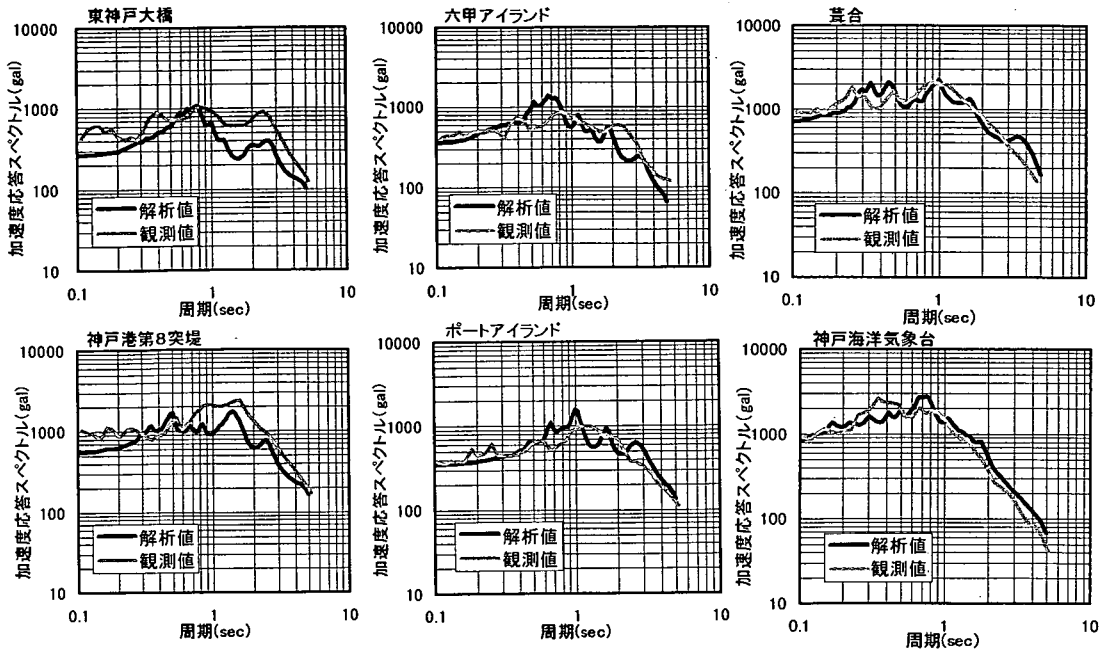 東神戸大橋
加速度応答スペクトル(gal)
10000
1000
100
10
解析値
観測値
0.1
1
10
周期(sec)
六甲アイランド
加速度応答スペクトル(gal)
10000
1000
100
10
解析値
観測値
0.1
1
10
周期(sec)
葺合
加速度応答スペクトル(gal)
10000
1000
100
10
解析値
観測値
0.1
1
10
周期(sec)
神戸港第8突堤
加速度応答スペクトル(gal)
10000
1000
100
10
解析値
観測値
0.1
1
10
周期(sec)
ポートアイランド
加速度応答スペクトル(gal)
10000
1000
100
10
解析値
観測値
0.1
1
10
周期(sec)
神戸海洋気象台
加速度応答スペクトル(gal)
10000
1000
100
10
解析値
観測値
0.1
1
10
周期(sec)